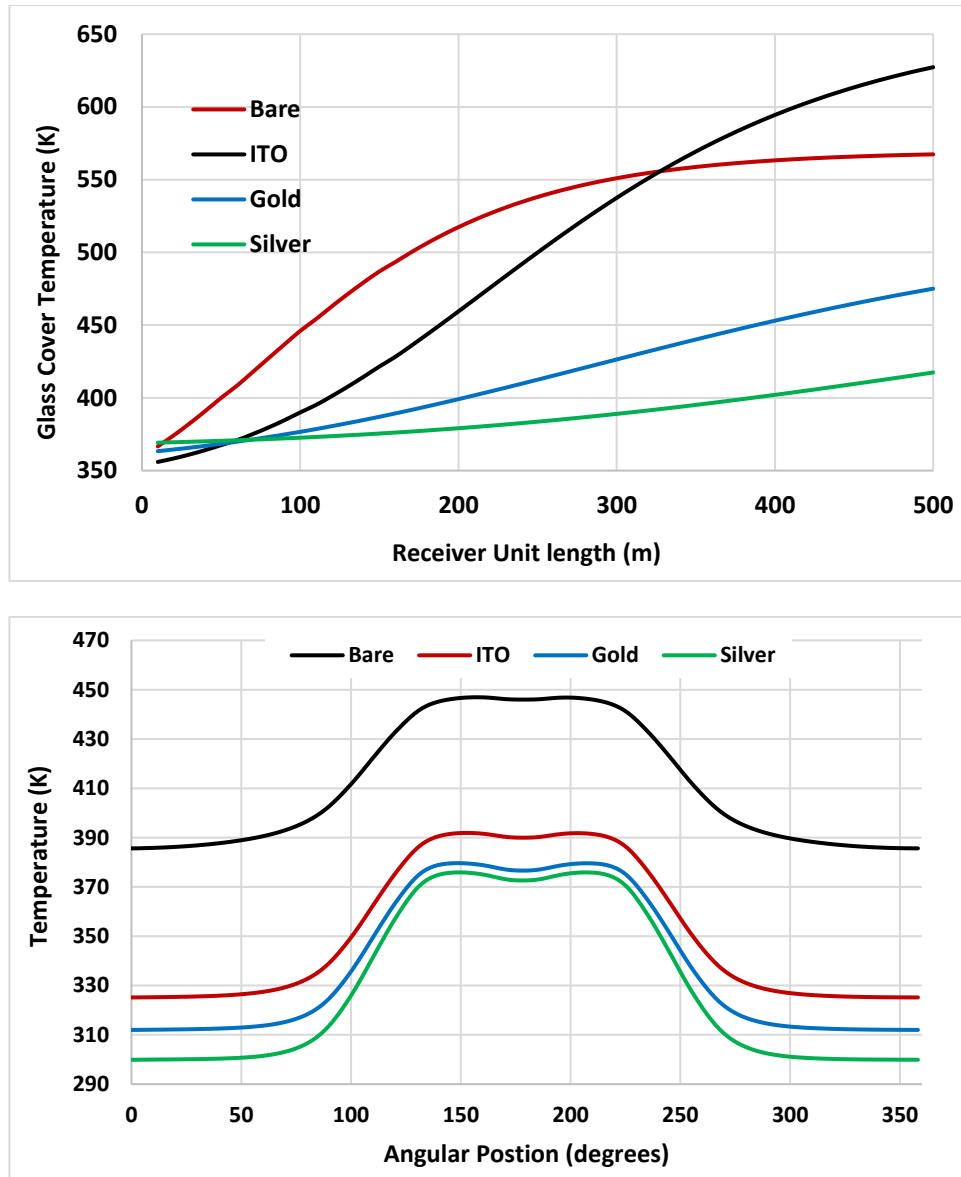 650
600
550
500
450
400
350
Glass Cover Temperature (K)
Bare
ITO
Gold
Silver
0 100 200 300 400 500
Receiver Unit length (m)
470
450
430
410
390
370
350
330
310
290
Temperature (K)
Bare ITO Gold Silver
0 50 100 150 200 250 300 350
Angular Postion (degrees)